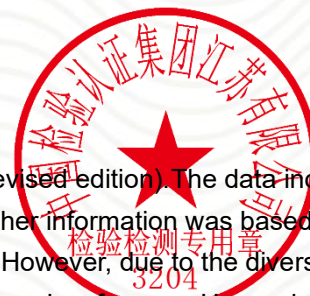 中国检验认证集团江苏有限公司
evised edition).The data inc
her information was based
检验检测专用章
However, due to the divers
3204